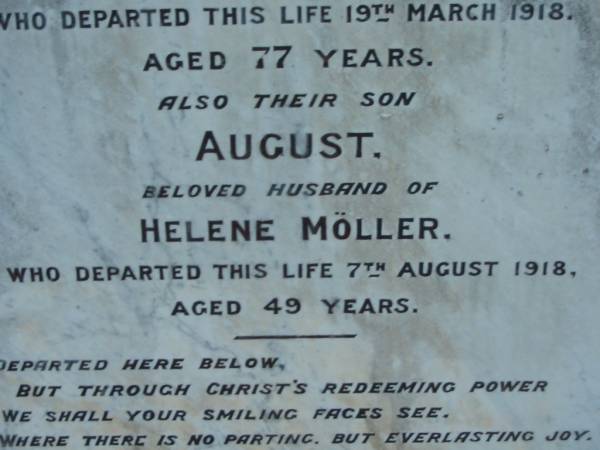 WHO DEPARTED THIS LIFE 19TH MARCH 1918.
AGED 77 YEARS.
ALSO THEIR SON
AUGUST.
BELOVED HUSBAND OF
HELENE MÖLLER.
WHO DEPARTED THIS LIFE 7TH AUGUST 1918,
AGED 49 YEARS.
DEPARTED HERE BELOW,
BUT THROUGH CHRIST'S REDEEMING POWER
WE SHALL YOUR SMILING FACES SEE.
WHERE THERE IS NO PARTING. BUT EVERLASTING JOY.